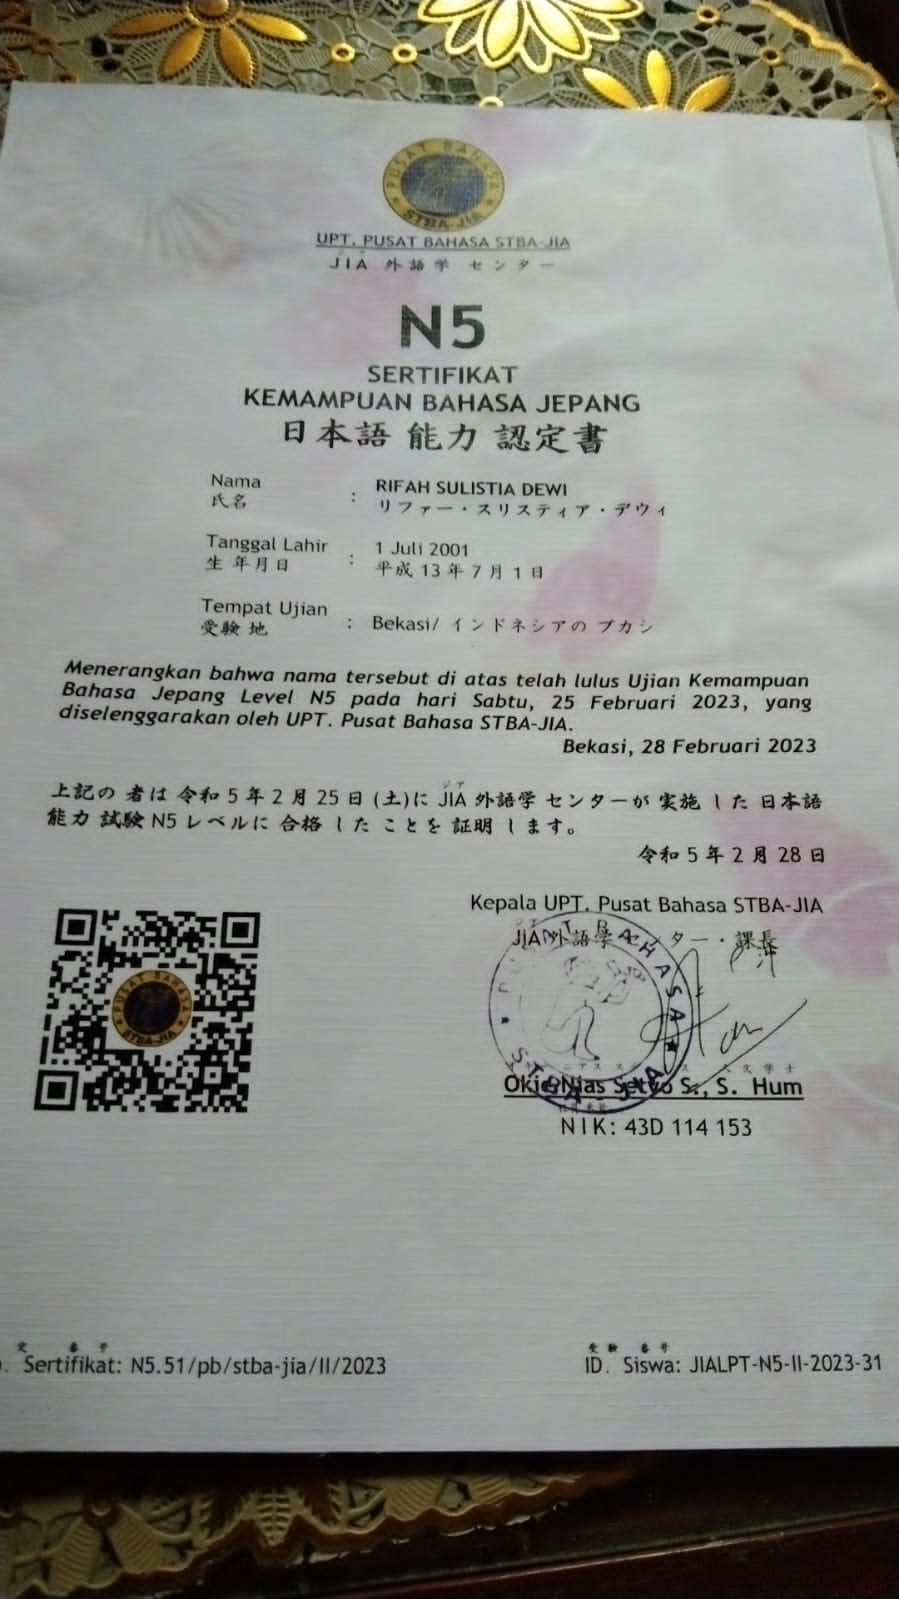 PUSAT BAHASA
STBA-JIA
UPT. PUSAT BAHASA STBA-JIA
JIA 外語学 センター
N5
SERTIFIKAT
KEMAMPUAN BAHASA JEPANG
日本語 能力 認定書
Nama : RIFAH SULISTIA DEWI
氏名 リファー・スリスティア・デウィ
Tanggal Lahir : 1 Juli 2001
生年月日 平成 13 年 7 月 1 日
Tempat Ujian : Bekasi/ インドネシアの ブカシ
受験 地
Menerangkan bahwa nama tersebut di atas telah lulus Ujian Kemampuan
Bahasa Jepang Level N5 pada hari Sabtu, 25 Februari 2023, yang
diselenggarakan oleh UPT. Pusat Bahasa STBA-JIA.
Bekasi, 28 Februari 2023
ジア
上記の 者は 令和 5 年 2 月 25 日 (土)に JIA 外語学 センターが 実施 した 日本語
能力 試験 N5 レベルに 合格 した ことを 証明 します。
令和 5 年 2 月 28 日
Kepala UPT. Pusat Bahasa STBA-JIA
JIA 外語学 センター・課長
PUSAT BAHASA
STBA-JIA
PUSAT BAHASA
STBA-JIA
Okie Nias Setyo S., S. Hum
NIK: 43D 114 153
Sertifikat: N5.51/pb/stba-jia/II/2023
受験 番号
ID. Siswa: JIALPT-N5-II-2023-31